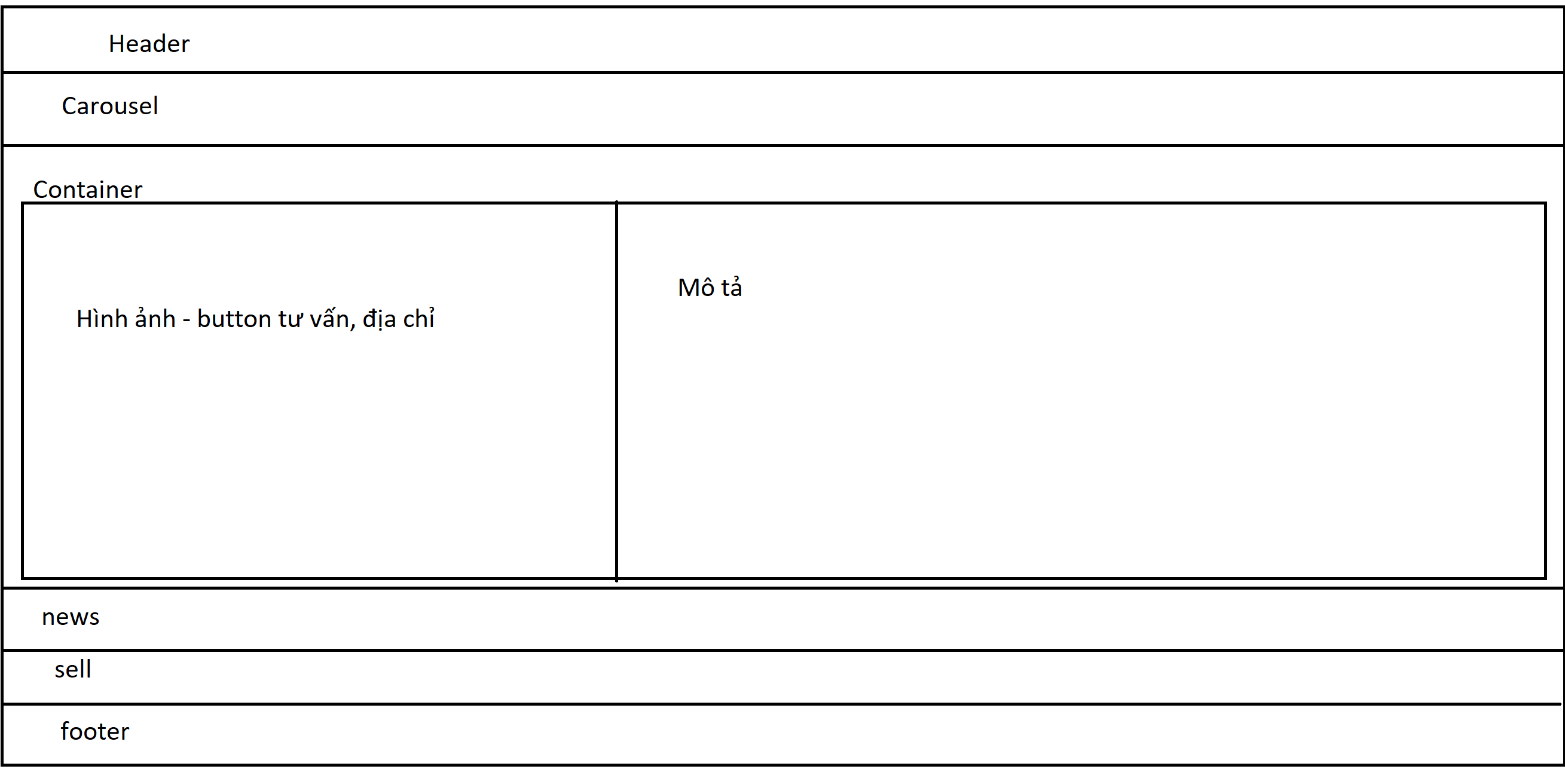 Header
Carousel
Container
Hình ảnh - button tư vấn, địa chỉ
Mô tả
news
sell
footer